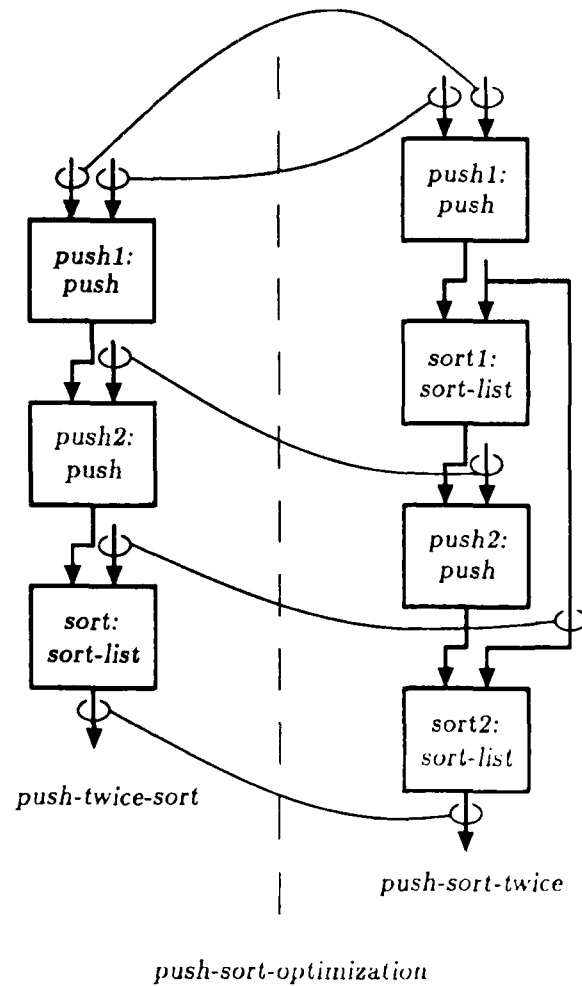 push1:
push
push2:
push
sort:
sort-list
push-twice-sort
push1:
push
sort1:
sort-list
push2:
push
sort2:
sort-list
push-sort-twice
push-sort-optimization